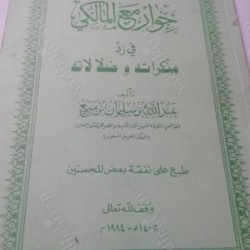 حوار مع المالكي
في رد
منكراته وضلالاته
تأليف
عبد الله بن سليمان بن منيع
طبع على نفقة بعض المحسنين
وقف لله تعالى
١٤٠٥هـ - ١٩٨٤م